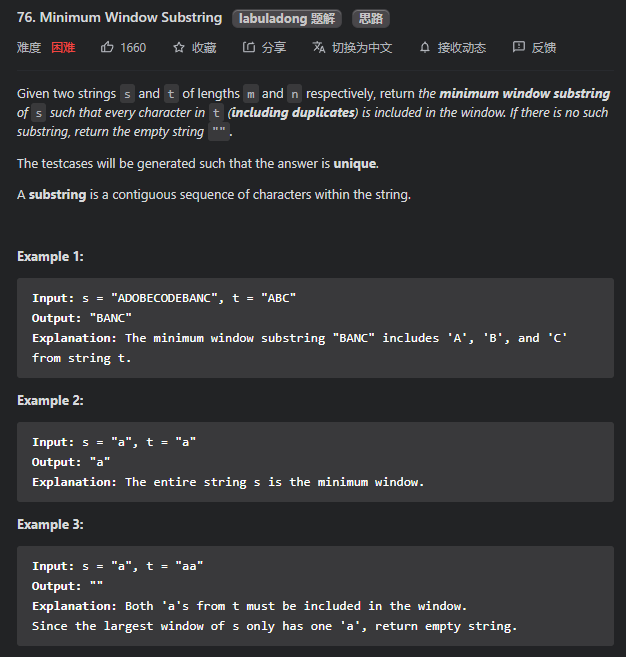 76. Minimum Window Substring labuladong 题解 思路
难度 困难 1660 收藏 分享 切换为中文 接收动态 反馈
Given two strings s and t of lengths m and n respectively, return the minimum window substring
of s such that every character in t (including duplicates) is included in the window. If there is no such
substring, return the empty string "".
The testcases will be generated such that the answer is unique.
A substring is a contiguous sequence of characters within the string.
Example 1:
Input: s = "ADOBECODEBANC", t = "ABC"
Output: "BANC"
Explanation: The minimum window substring "BANC" includes 'A', 'B', and 'C'
from string t.
Example 2:
Input: s = "a", t = "a"
Output: "a"
Explanation: The entire string s is the minimum window.
Example 3:
Input: s = "a", t = "aa"
Output: ""
Explanation: Both 'a's from t must be included in the window.
Since the largest window of s only has one 'a', return empty string.